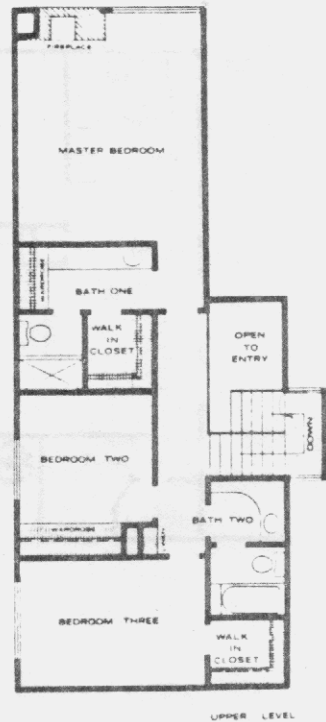 FIREPLACE
MASTER BEDROOM
WARDROBE
BATH ONE
WALK
IN
CLOSET
OPEN
TO
ENTRY
DOWN
BEDROOM TWO
WARDROBE
LINEN
BATH TWO
BEDROOM THREE
WALK
IN
CLOSET
UPPER LEVEL